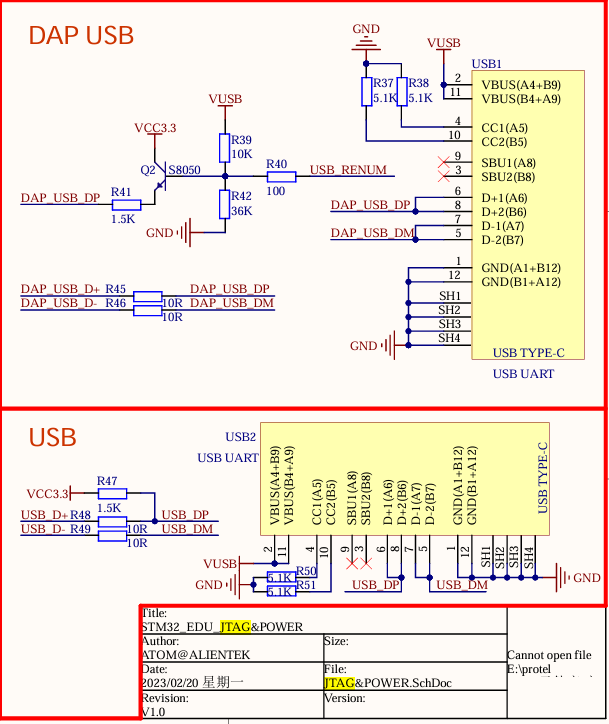 DAP USB
GND
VUSB
USB1
R37
5.1K
R38
5.1K
2
VBUS(A4+B9)
11
VBUS(B4+A9)
4
CC1(A5)
10
CC2(B5)
9
SBU1(A8)
3
SBU2(B8)
6
D+1(A6)
8
D+2(B6)
7
D-1(A7)
5
D-2(B7)
1
GND(A1+B12)
12
GND(B1+A12)
SH1
SH2
SH3
SH4
USB TYPE-C
USB UART
DAP_USB_DP
DAP_USB_DM
GND
VUSB
VCC3.3
R39
10K
Q2
S8050
R40
100
USB_RENUM
R41
1.5K
DAP_USB_DP
R42
36K
GND
DAP_USB_D+
R45
10R
DAP_USB_DP
DAP_USB_D-
R46
10R
DAP_USB_DM
USB
USB2
USB UART
VBUS(A4+B9)
VBUS(B4+A9)
CC1(A5)
CC2(B5)
SBU1(A8)
SBU2(B8)
D+1(A6)
D+2(B6)
D-1(A7)
D-2(B7)
GND(A1+B12)
GND(B1+A12)
USB TYPE-C
2
11
4
10
9
3
6
8
7
5
1
12
SH1
SH2
SH3
SH4
R47
VCC3.3
1.5K
USB_D+
R48
10R
USB_DP
USB_D-
R49
10R
USB_DM
VUSB
GND
R50
5.1K
R51
5.1K
USB_DP
USB_DM
GND
Title:
STM32_EDU_JTAG&POWER
Author:
ATOM@ALIENTEK
Size:
Date:
2023/02/20 星期一
File:
JTAG&POWER.SchDoc
Revision:
V1.0
Version:
Cannot open file
E:\protel